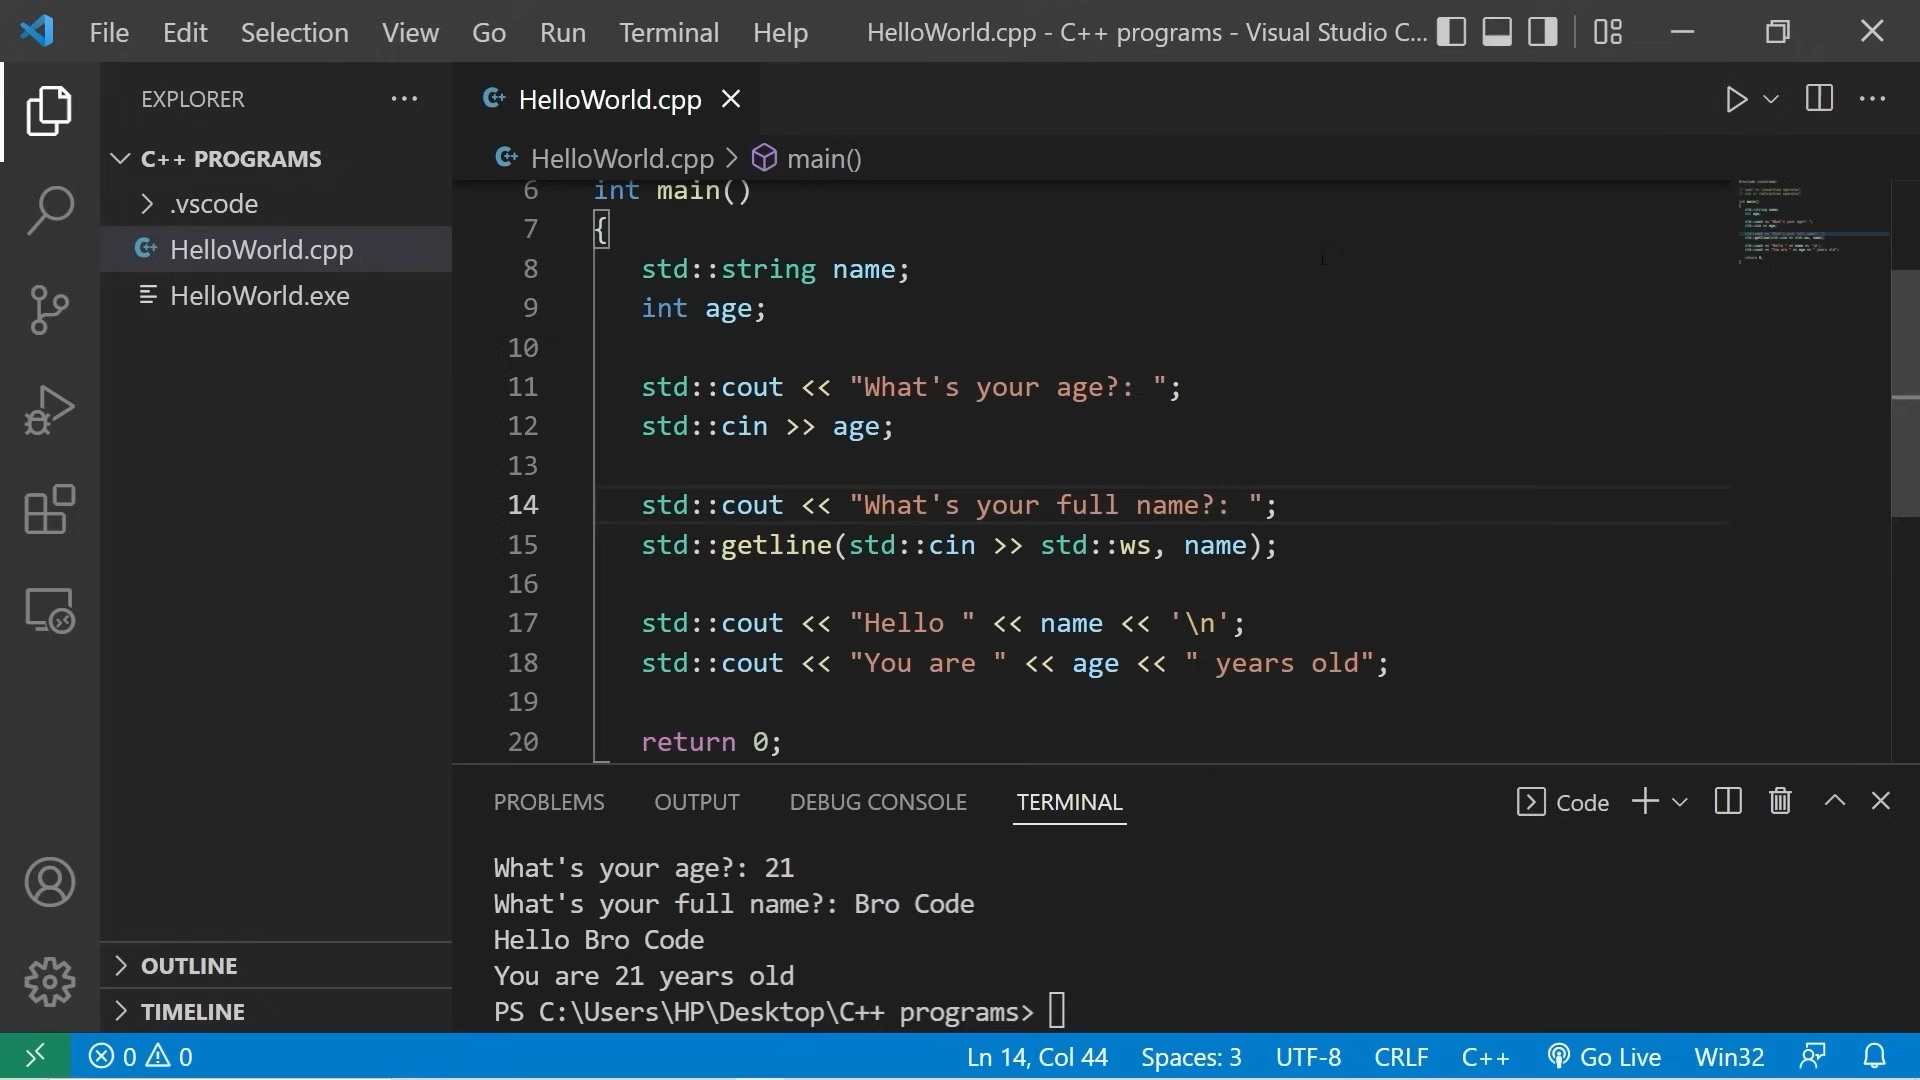 File Edit Selection View Go Run Terminal Help HelloWorld.cpp - C++ programs - Visual Studio C...
EXPLORER
C++ PROGRAMS
.vscode
HelloWorld.cpp
HelloWorld.exe
OUTLINE
TIMELINE
HelloWorld.cpp
HelloWorld.cpp > main()
6 int main()
7 {
8 std::string name;
9 int age;
10
11 std::cout << "What's your age?: ";
12 std::cin >> age;
13
14 std::cout << "What's your full name?: ";
15 std::getline(std::cin >> std::ws, name);
16
17 std::cout << "Hello " << name << '\n';
18 std::cout << "You are " << age << " years old";
19
20 return 0;
PROBLEMS OUTPUT DEBUG CONSOLE TERMINAL Code
What's your age?: 21
What's your full name?: Bro Code
Hello Bro Code
You are 21 years old
PS C:\Users\HP\Desktop\C++ programs>
0 0 Ln 14, Col 44 Spaces: 3 UTF-8 CRLF C++ Go Live Win32